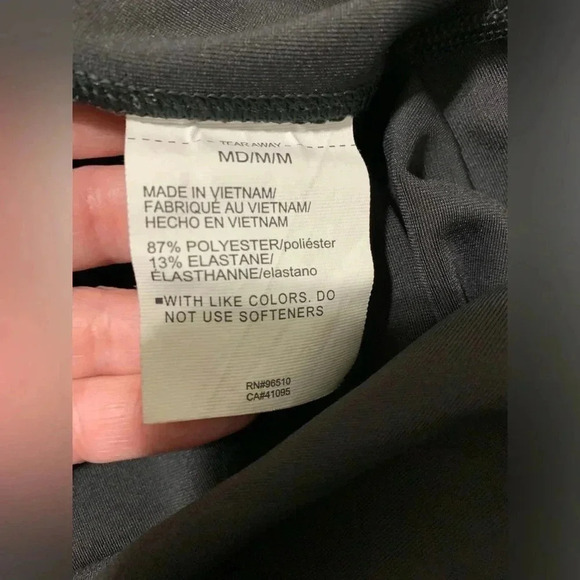 TEAR AWAY
MD/M/M
MADE IN VIETNAM/
FABRIQUÉ AU VIETNAM/
HECHO EN VIETNAM
87% POLYESTER/poliéster
13% ELASTANE/
ÉLASTHANNE/elastano
■WITH LIKE COLORS. DO
NOT USE SOFTENERS
RN#96510
CA#41095